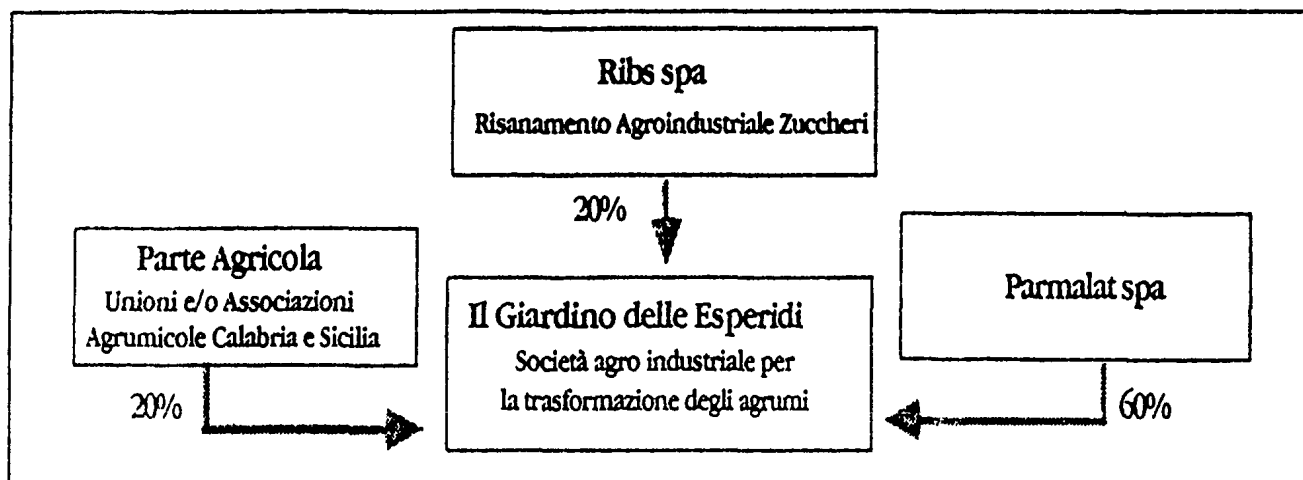 Ribs spa
Risanamento Agroindustriale Zuccheri
20%
Parte Agricola
Unioni e/o Associazioni
Agrumicole Calabria e Sicilia
20%
Il Giardino delle Esperidi
Società agro industriale per
la trasformazione degli agrumi
Parmalat spa
60%